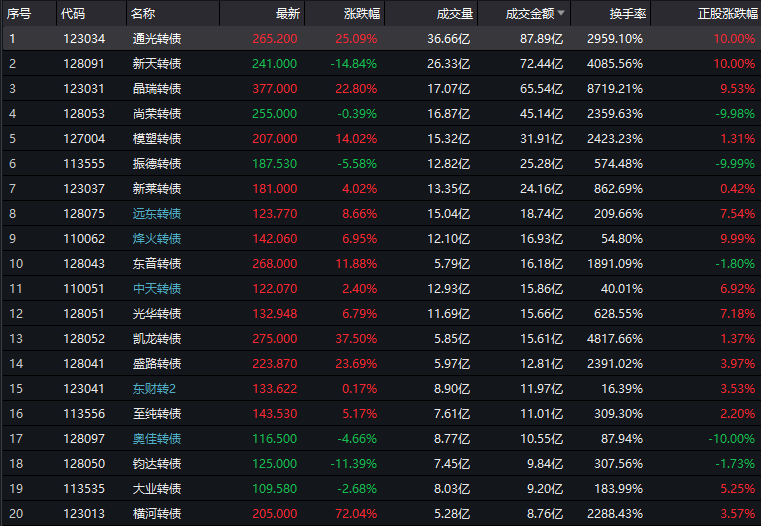 序号 代码 名称 最新 涨跌幅 成交量 成交金额 换手率 正股涨跌幅
1 123034 通光转债 265.200 25.09% 36.66亿 87.89亿 2959.10% 10.00%
2 128091 新天转债 241.000 -14.84% 26.33亿 72.44亿 4085.56% 10.00%
3 123031 晶瑞转债 377.000 22.80% 17.07亿 65.54亿 8719.21% 9.53%
4 128053 尚荣转债 255.000 -0.39% 16.87亿 45.14亿 2359.63% -9.98%
5 127004 模塑转债 207.000 14.02% 15.32亿 31.91亿 2423.23% 1.31%
6 113555 振德转债 187.530 -5.58% 12.82亿 25.28亿 574.48% -9.99%
7 123037 新莱转债 181.000 4.02% 13.35亿 24.16亿 862.69% 0.42%
8 128075 远东转债 123.770 8.66% 15.04亿 18.74亿 209.66% 7.54%
9 110062 烽火转债 142.060 6.95% 12.10亿 16.93亿 54.80% 9.99%
10 128043 东音转债 268.000 11.88% 5.79亿 16.18亿 1891.09% -1.80%
11 110051 中天转债 122.070 2.40% 12.93亿 15.86亿 40.01% 6.92%
12 128051 光华转债 132.948 6.79% 11.69亿 15.66亿 628.55% 7.18%
13 128052 凯龙转债 275.000 37.50% 5.85亿 15.61亿 4817.66% 1.37%
14 128041 盛路转债 223.870 23.69% 5.97亿 12.81亿 2391.02% 3.97%
15 123041 东财转2 133.622 0.17% 8.90亿 11.97亿 16.39% 3.53%
16 113556 至纯转债 143.530 5.17% 7.61亿 11.01亿 309.30% 2.20%
17 128097 奥佳转债 116.500 -4.66% 8.77亿 10.55亿 87.94% -10.00%
18 128050 钧达转债 125.000 -11.39% 7.45亿 9.84亿 307.56% -1.73%
19 113535 大业转债 109.580 -2.68% 8.03亿 9.20亿 183.99% 5.25%
20 123013 横河转债 205.000 72.04% 5.28亿 8.76亿 2288.43% 3.57%